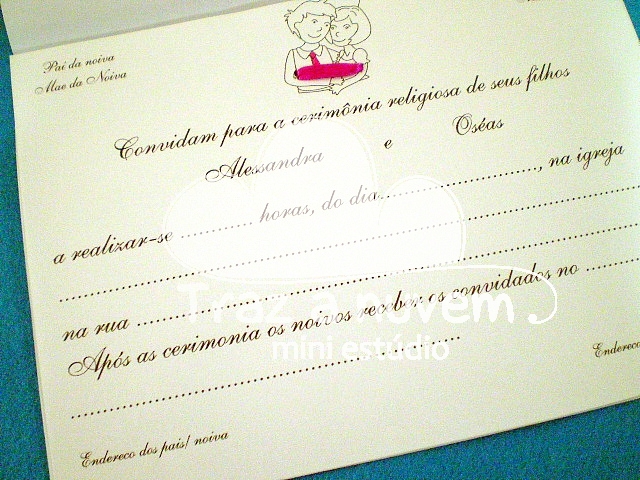 Pai da noiva
Mae da Noiva
Convidam para a cerimônia religiosa de seus filhos
Alessandra e Oséas
a realizar-se ............ horas, do dia.........................., na igreja
................................................................................
na rua ................................................................................
Após as cerimonia os noivos receber os convidados no ..........
........................................................
Traz a nuvem
mini estúdio
Endereco
Endereco dos pais/ noiva